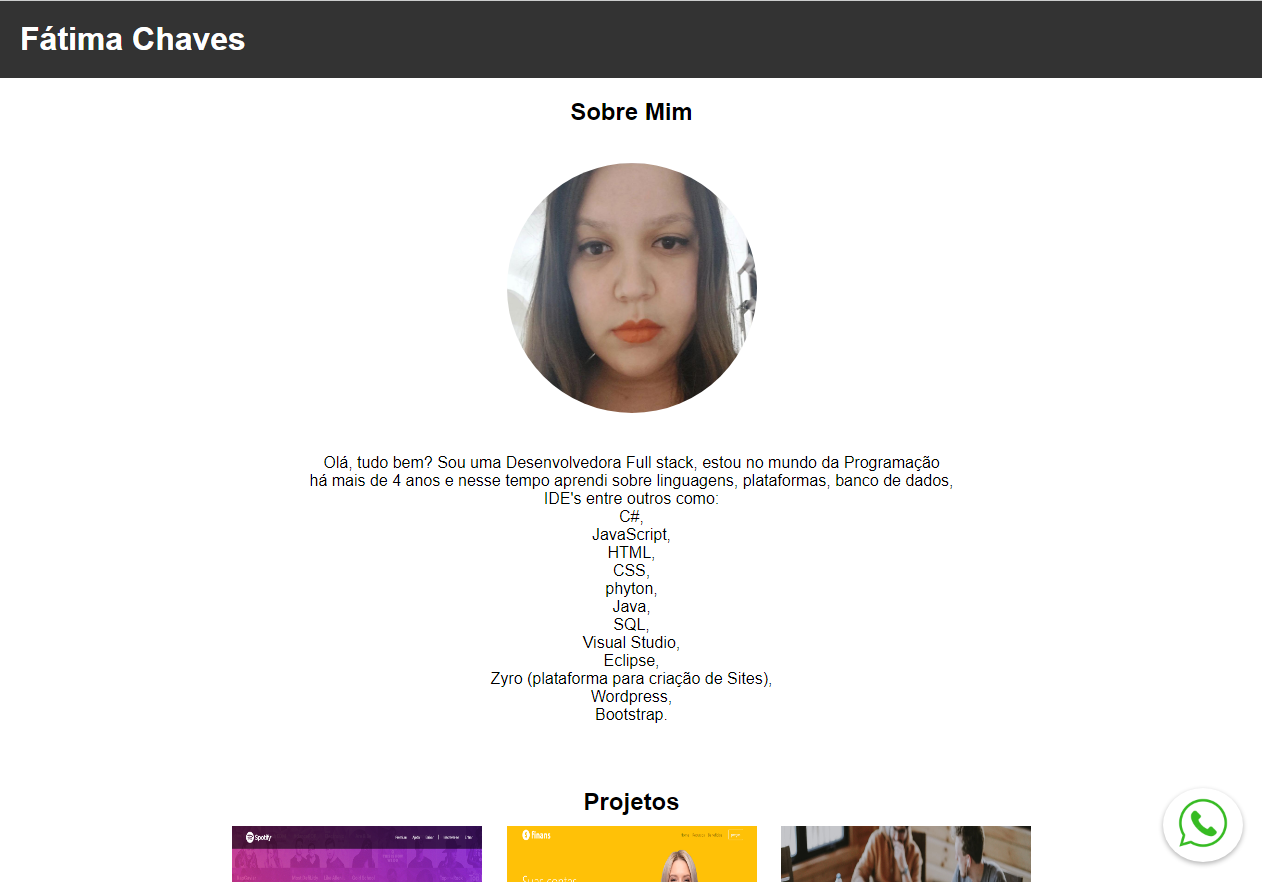 Fátima Chaves
Sobre Mim
Olá, tudo bem? Sou uma Desenvolvedora Full stack, estou no mundo da Programação
há mais de 4 anos e nesse tempo aprendi sobre linguagens, plataformas, banco de dados,
IDE's entre outros como:
C#,
JavaScript,
HTML,
CSS,
phyton,
Java,
SQL,
Visual Studio,
Eclipse,
Zyro (plataforma para criação de Sites),
Wordpress,
Bootstrap.
Projetos
Spotify
finans
Suas contas